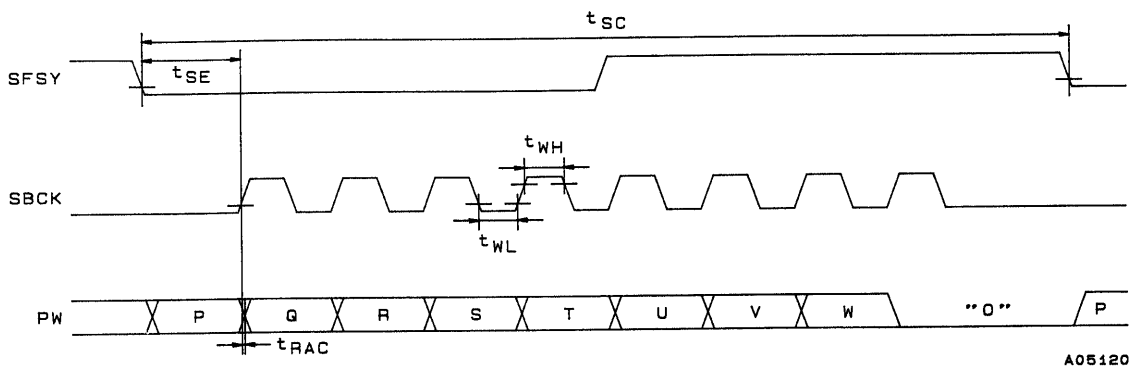 tSC
tSE
SFSY
tWH
SBCK
tWL
PW P Q R S T U V W "0" P
tRAC
A05120